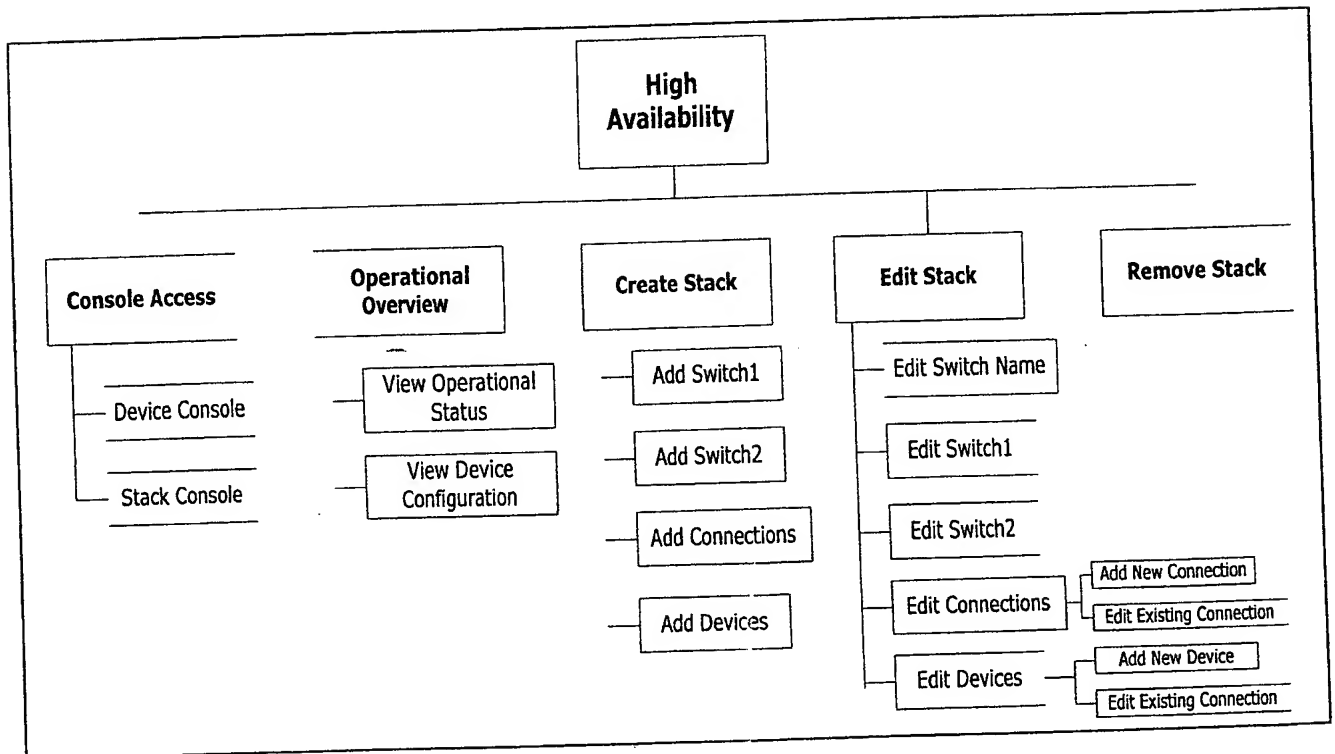 High
Availability
Console Access
Operational
Overview
Create Stack
Edit Stack
Remove Stack
Device Console
Stack Console
View Operational
Status
View Device
Configuration
Add Switch1
Add Switch2
Add Connections
Add Devices
Edit Switch Name
Edit Switch1
Edit Switch2
Edit Connections
Add New Connection
Edit Existing Connection
Edit Devices
Add New Device
Edit Existing Connection